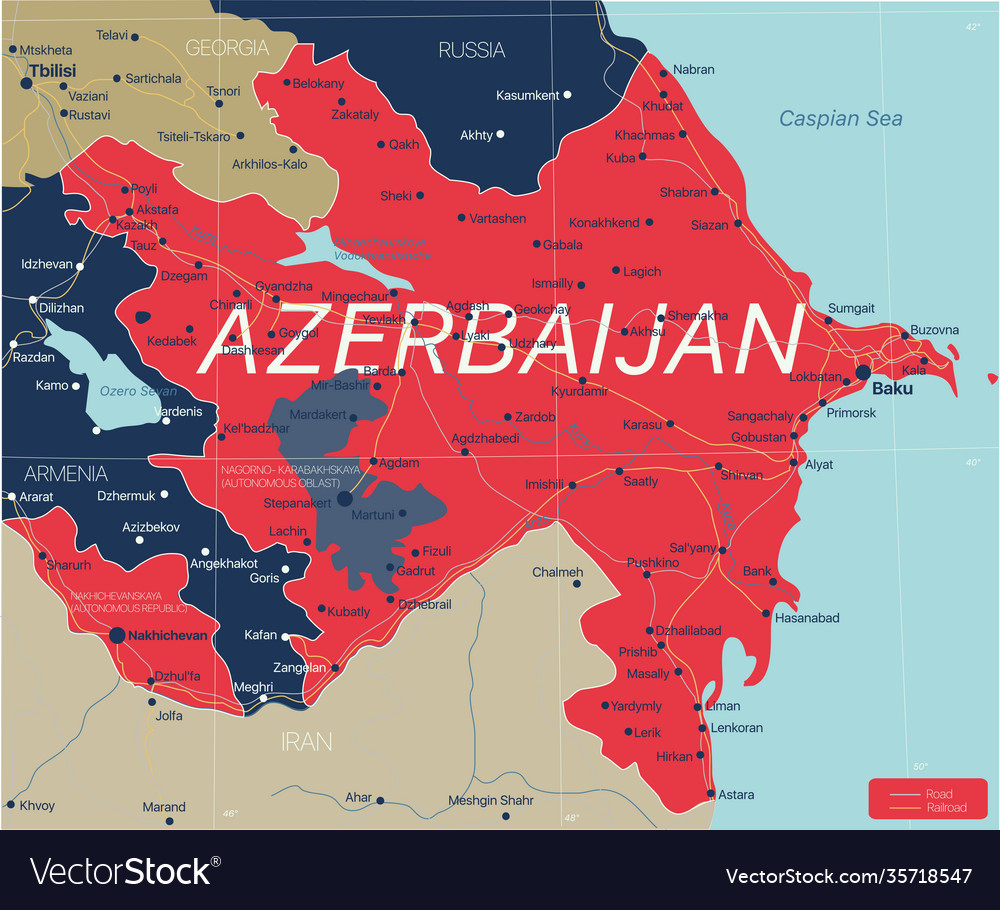 Telavi
GEORGIA
RUSSIA
42°
Mtskheta
Tbilisi
Vaziani
Rustavi
Sartichala
Tsnori
Tsiteli-Tskaro
Arkhilos-Kalo
Belokany
Zakataly
Qakh
Sheki
Kasumkent
Akhty
Nabran
Khudat
Khachmas
Kuba
Caspian Sea
Shabran
Siazan
Konakhkend
Vartashen
Gabala
Lagich
Ismailly
Poyli
Akstafa
Kazakh
Tauz
Kura
Dzegam
Idzhevan
Dilizhan
Razdan
Kamo
Ozero Sevan
Vardenis
Gyandzha
Chinarli
Mingechaur
Kedabek
Dashkesan
Goygol
AZERBAIJAN
Yevlakh
Agdash
Lyaki
Geokchay
Udzhary
Shemakha
Akhsu
Sumgait
Buzovna
Kala
Lokbatan
Baku
Primorsk
Sangachaly
Gobustan
Barda
Mir-Bashir
Mardakert
Kel'badzhar
Kyurdamir
Zardob
Karasu
Kura
Agdzhabedi
Alyat
40°
ARMENIA
NAGORNO- KARABAKHSKAYA
(AUTONOMOUS OBLAST)
Agdam
Stepanakert
Martuni
Imishili
Saatly
Shirvan
Ararat
Dzhermuk
Azizbekov
Angekhakot
Goris
Lachin
Fizuli
Gadrut
Dzhebrail
Kubatly
Sharurh
NAKHICHEVANSKAYA
(AUTONOMOUS REPUBLIC)
Nakhichevan
Kafan
Zangelan
Meghri
Dzhul'fa
Jolfa
Chalmeh
Sal'yany
Pushkino
Bank
Hasanabad
Dzhalilabad
Prishib
Masally
Yardymly
Lerik
Liman
Lenkoran
Hirkan
Astara
IRAN
Khvoy
Marand
Ahar
Meshgin Shahr
46°
48°
50°
Road
Railroad
VectorStock®
VectorStock.com/35718547